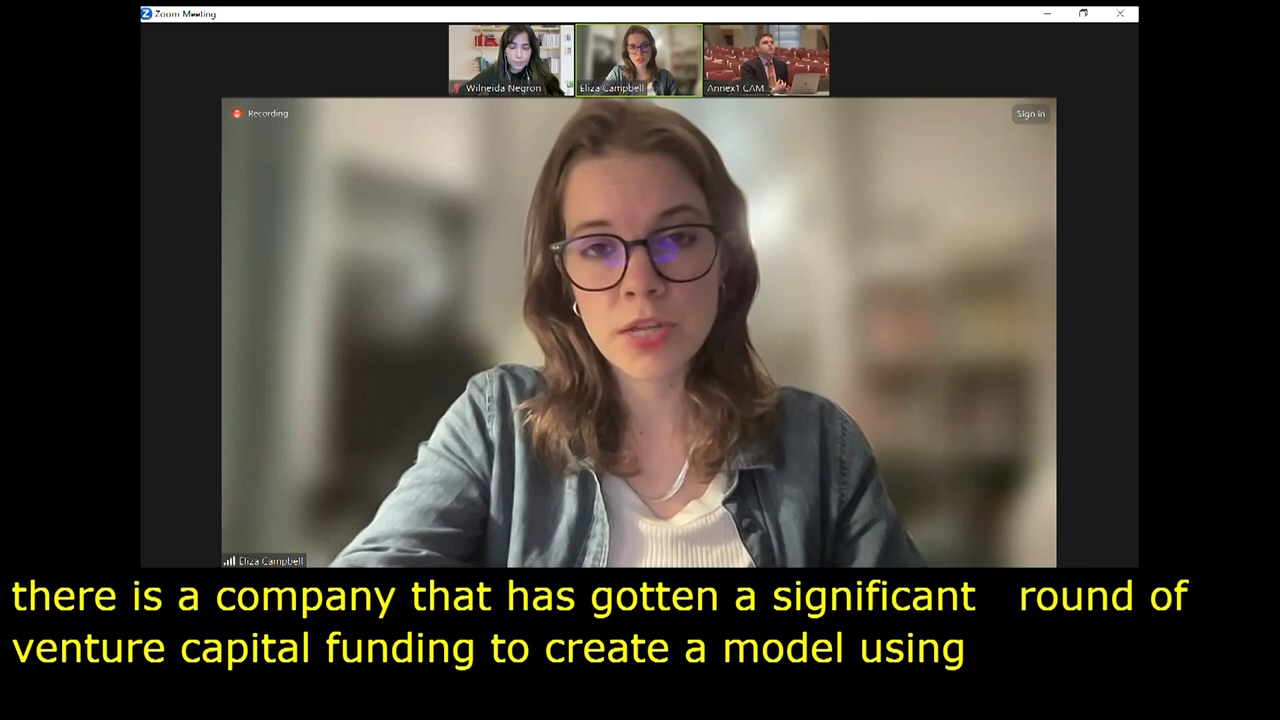 Zoom Meeting
Wilneida Negron
Eliza Campbell
Annex1 CAM
Recording
Sign in
Eliza Campbell
there is a company that has gotten a significant round of
venture capital funding to create a model using